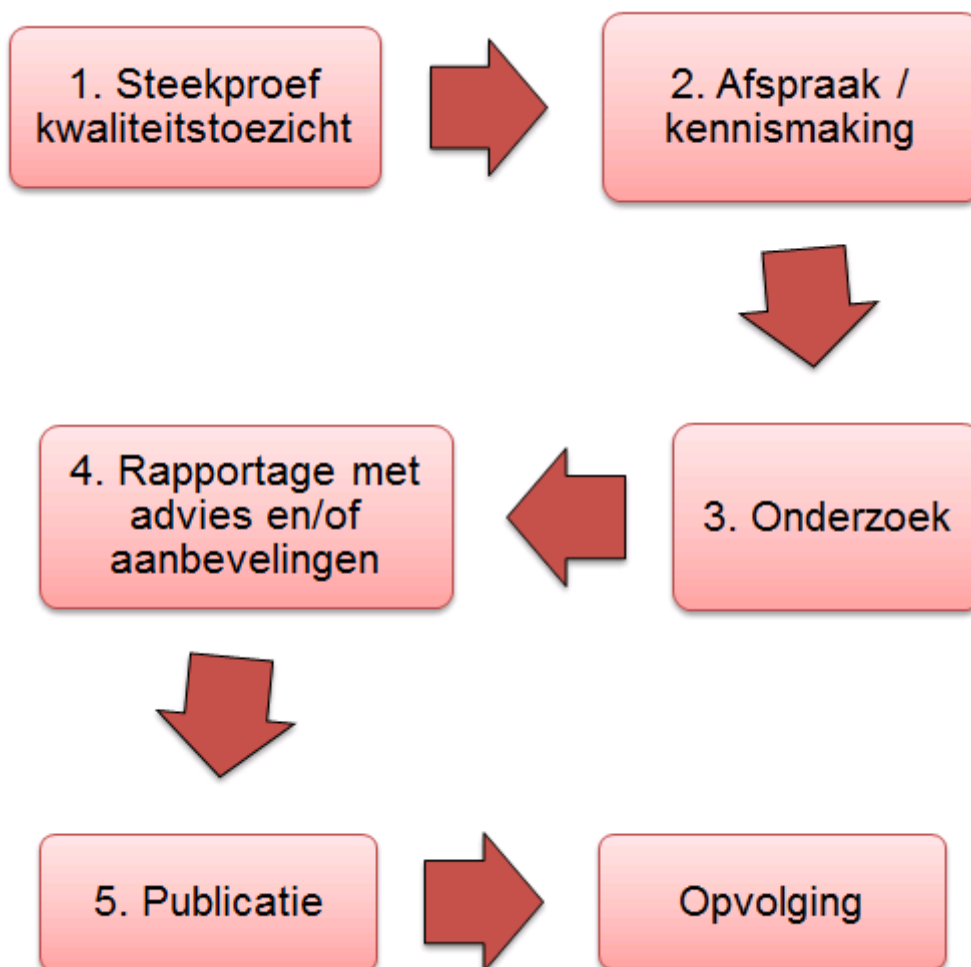 1. Steekproef
kwaliteitstoezicht
2. Afspraak /
kennismaking
3. Onderzoek
4. Rapportage met
advies en/of
aanbevelingen
5. Publicatie
Opvolging